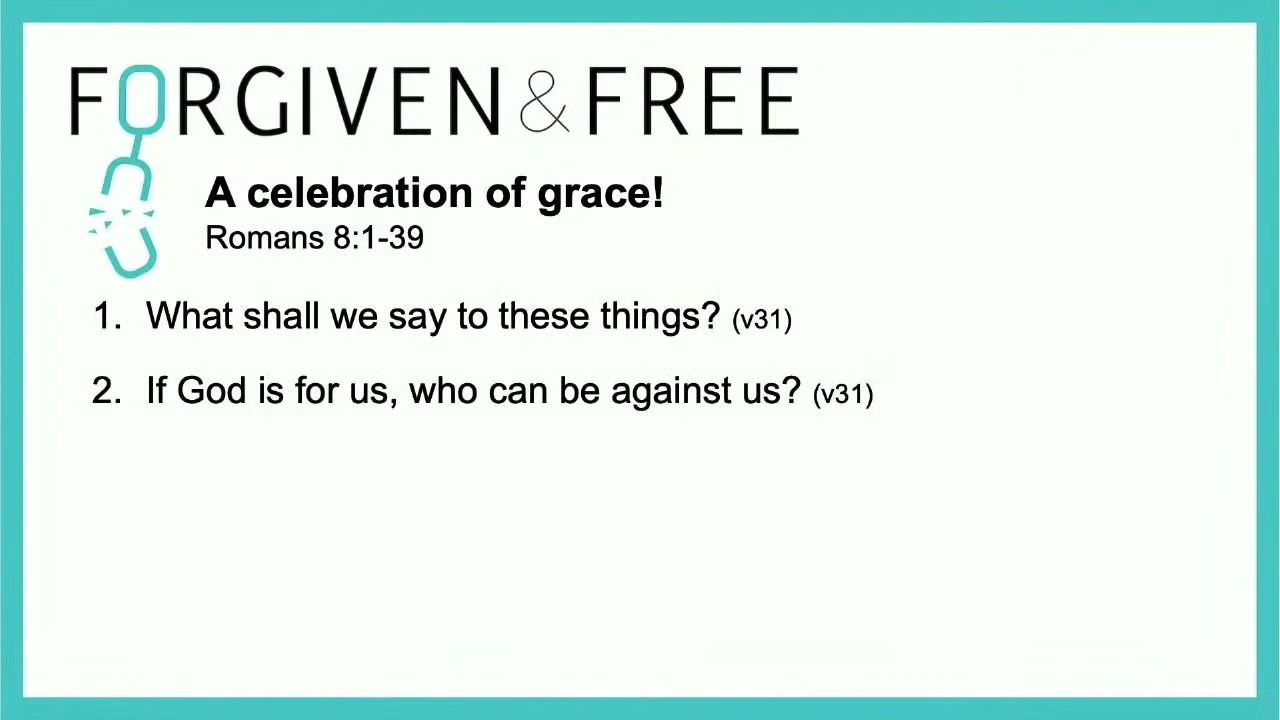 FORGIVEN & FREE
A celebration of grace!
Romans 8:1-39
1. What shall we say to these things? (v31)
2. If God is for us, who can be against us? (v31)